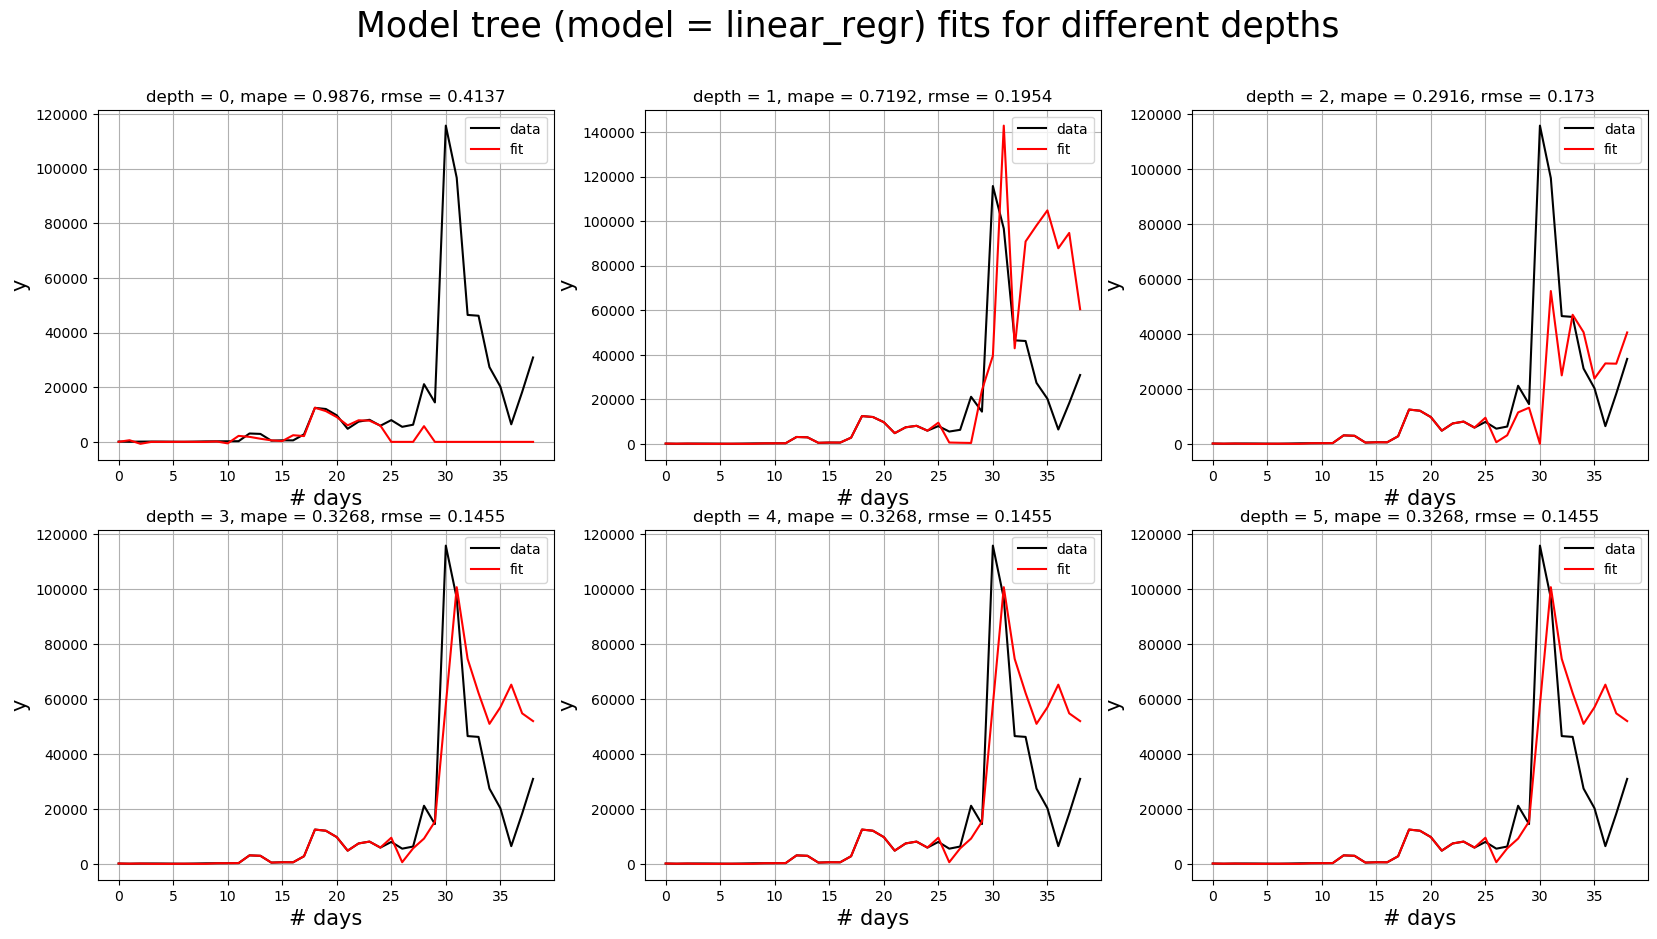 Model tree (model = linear_regr) fits for different depths
depth = 0, mape = 0.9876, rmse = 0.4137
120000
100000
80000
60000
40000
20000
0
y
data
fit
0 5 10 15 20 25 30 35
# days
depth = 1, mape = 0.7192, rmse = 0.1954
140000
120000
100000
80000
60000
40000
20000
0
y
data
fit
0 5 10 15 20 25 30 35
# days
depth = 2, mape = 0.2916, rmse = 0.173
120000
100000
80000
60000
40000
20000
0
y
data
fit
0 5 10 15 20 25 30 35
# days
depth = 3, mape = 0.3268, rmse = 0.1455
120000
100000
80000
60000
40000
20000
0
y
data
fit
0 5 10 15 20 25 30 35
# days
depth = 4, mape = 0.3268, rmse = 0.1455
120000
100000
80000
60000
40000
20000
0
y
data
fit
0 5 10 15 20 25 30 35
# days
depth = 5, mape = 0.3268, rmse = 0.1455
120000
100000
80000
60000
40000
20000
0
y
data
fit
0 5 10 15 20 25 30 35
# days